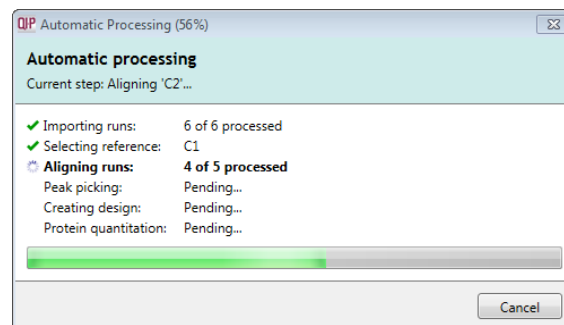 QIP Automatic Processing (56%)
Automatic processing
Current step: Aligning 'C2'...
Importing runs: 6 of 6 processed
Selecting reference: C1
Aligning runs: 4 of 5 processed
Peak picking: Pending...
Creating design: Pending...
Protein quantitation: Pending...
Cancel